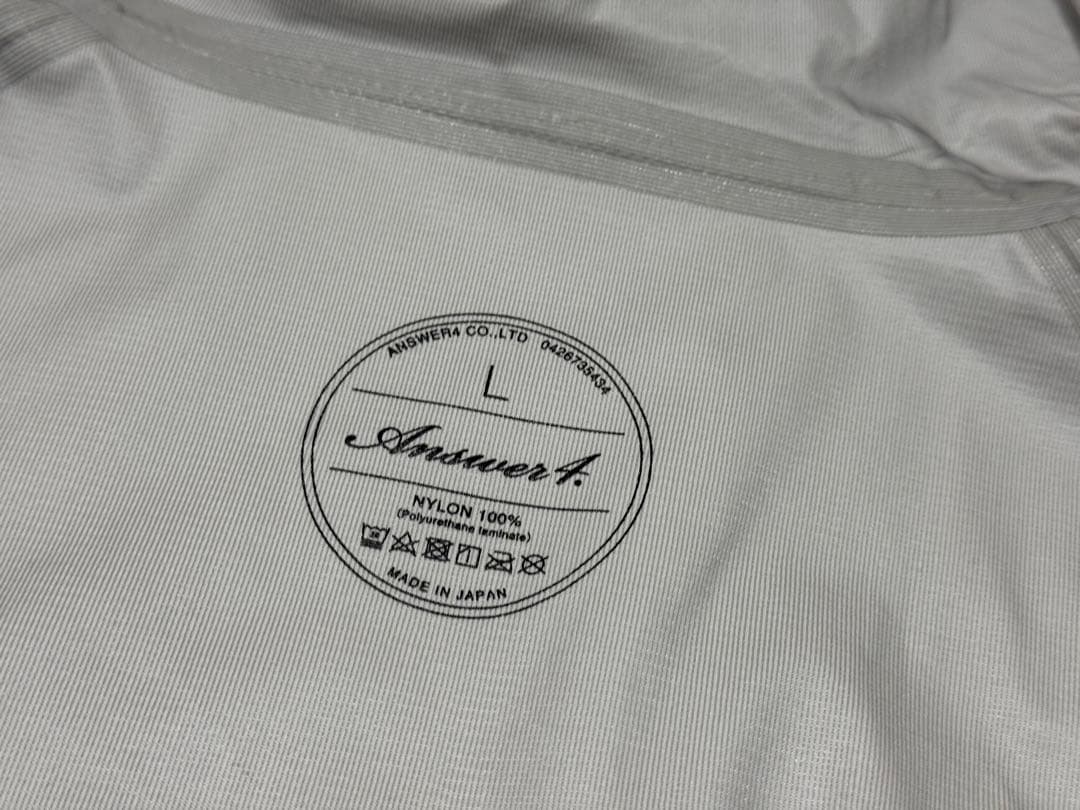 ANSWER4 CO.,LTD 0426735434
L
Answer4.
NYLON 100%
(Polyurethane laminate)
MADE IN JAPAN